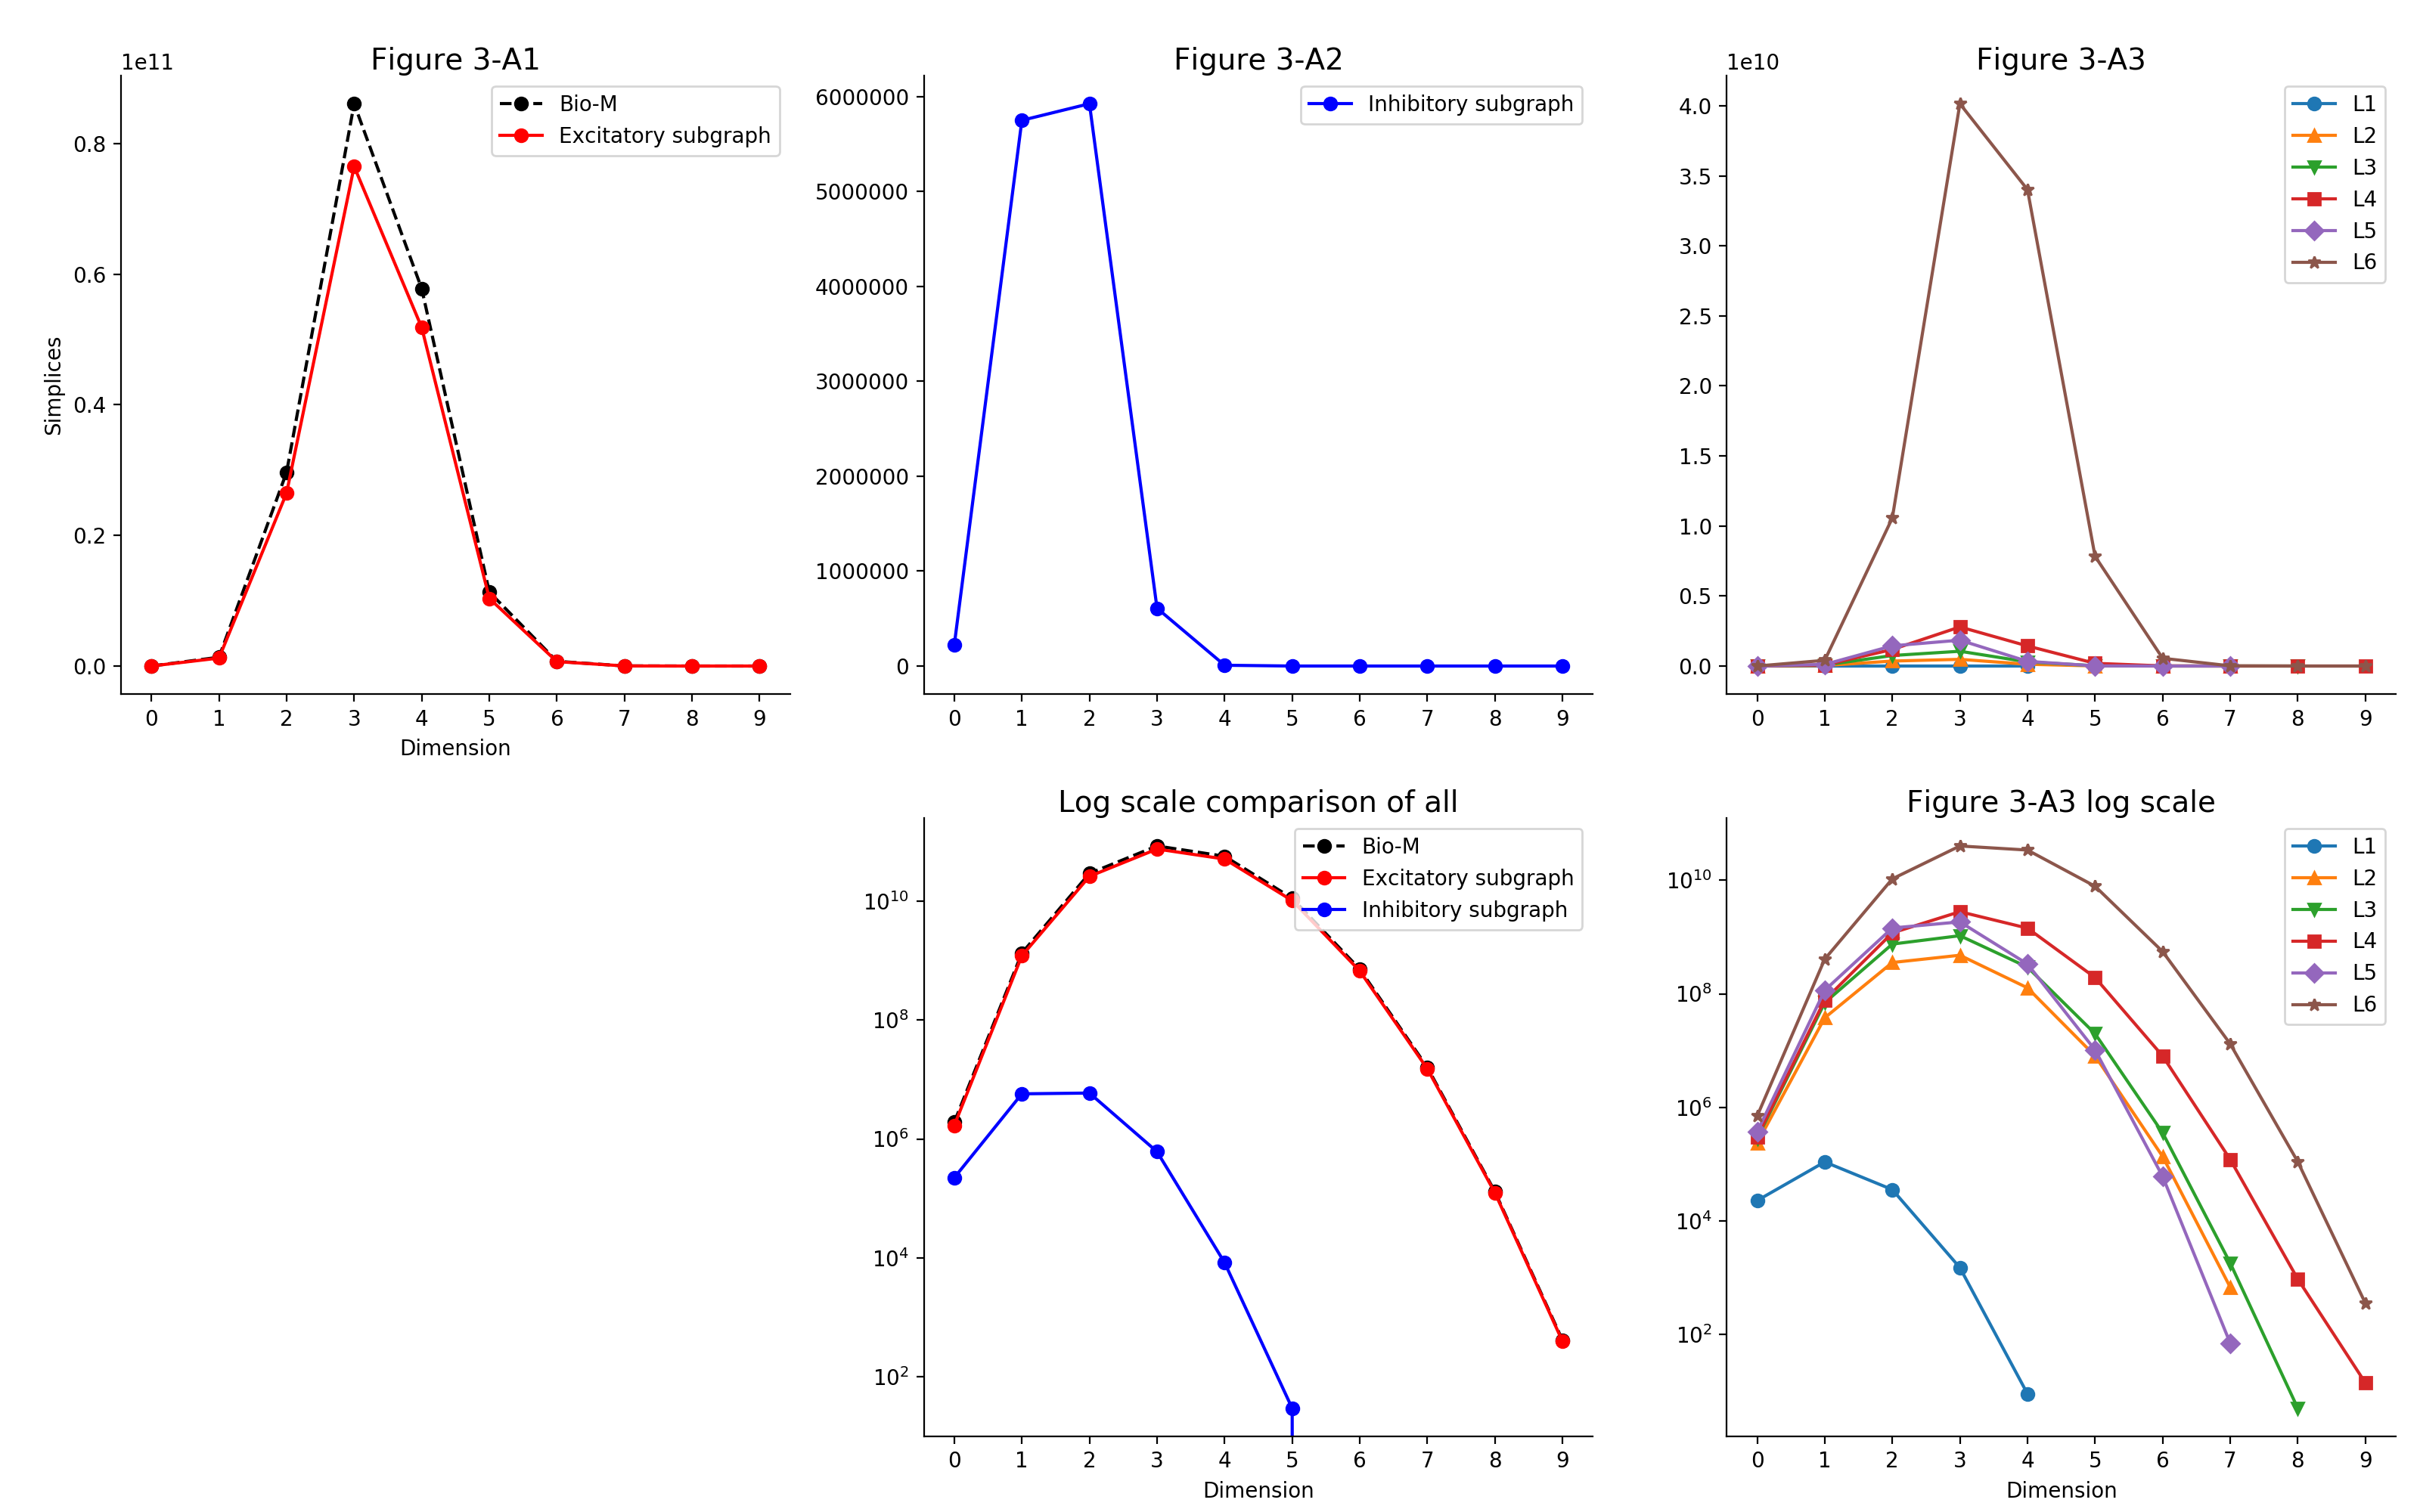 Figure 3-A1
1e11
Bio-M
Excitatory subgraph
0.8
0.6
0.4
0.2
0.0
Simplices
0 1 2 3 4 5 6 7 8 9
Dimension
Figure 3-A2
Inhibitory subgraph
6000000
5000000
4000000
3000000
2000000
1000000
0
0 1 2 3 4 5 6 7 8 9
Figure 3-A3
1e10
L1
L2
L3
L4
L5
L6
4.0
3.5
3.0
2.5
2.0
1.5
1.0
0.5
0.0
0 1 2 3 4 5 6 7 8 9
Log scale comparison of all
Bio-M
Excitatory subgraph
Inhibitory subgraph
10^10
10^8
10^6
10^4
10^2
0 1 2 3 4 5 6 7 8 9
Dimension
Figure 3-A3 log scale
L1
L2
L3
L4
L5
L6
10^10
10^8
10^6
10^4
10^2
0 1 2 3 4 5 6 7 8 9
Dimension